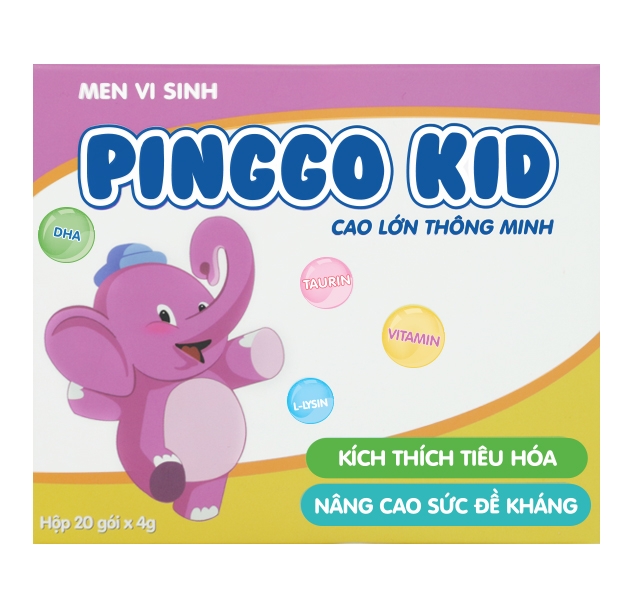 MEN VI SINH
PINGGO KID
CAO LỚN THÔNG MINH
DHA
TAURIN
VITAMIN
L-LYSIN
KÍCH THÍCH TIÊU HÓA
NÂNG CAO SỨC ĐỀ KHÁNG
Hộp 20 gói x 4g